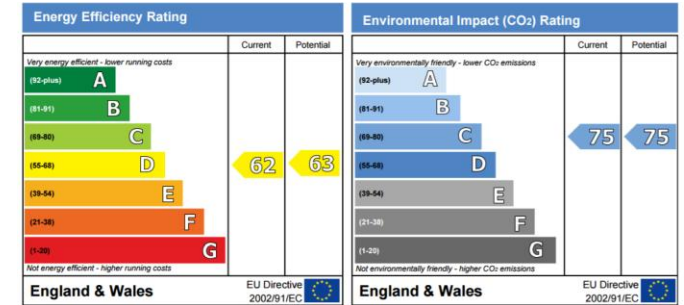 Energy Efficiency Rating
Current Potential
Very energy efficient - lower running costs
(92-plus) A
(81-91) B
(69-80) C
(55-68) D
62 63
(39-54) E
(21-38) F
(1-20) G
Not energy efficient - higher running costs
England & Wales
EU Directive
2002/91/EC
Environmental Impact (CO2) Rating
Current Potential
Very environmentally friendly - lower CO2 emissions
(92-plus) A
(81-91) B
(69-80) C
75 75
(55-68) D
(39-54) E
(21-38) F
(1-20) G
Not environmentally friendly - higher CO2 emissions
England & Wales
EU Directive
2002/91/EC